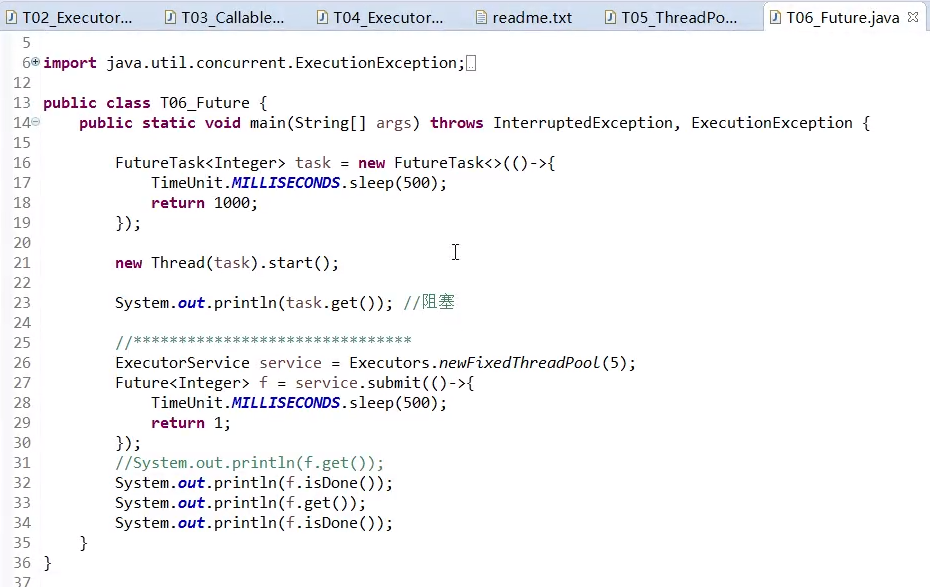 T02_Executor... T03_Callable... T04_Executor... readme.txt T05_ThreadPo... T06_Future.java
5
6 import java.util.concurrent.ExecutionException;
12
13 public class T06_Future {
14 public static void main(String[] args) throws InterruptedException, ExecutionException {
15
16 FutureTask<Integer> task = new FutureTask<>(()->{
17 TimeUnit.MILLISECONDS.sleep(500);
18 return 1000;
19 });
20
21 new Thread(task).start();
22
23 System.out.println(task.get()); //阻塞
24
25 //*******************************
26 ExecutorService service = Executors.newFixedThreadPool(5);
27 Future<Integer> f = service.submit(()->{
28 TimeUnit.MILLISECONDS.sleep(500);
29 return 1;
30 });
31 //System.out.println(f.get());
32 System.out.println(f.isDone());
33 System.out.println(f.get());
34 System.out.println(f.isDone());
35 }
36 }
37